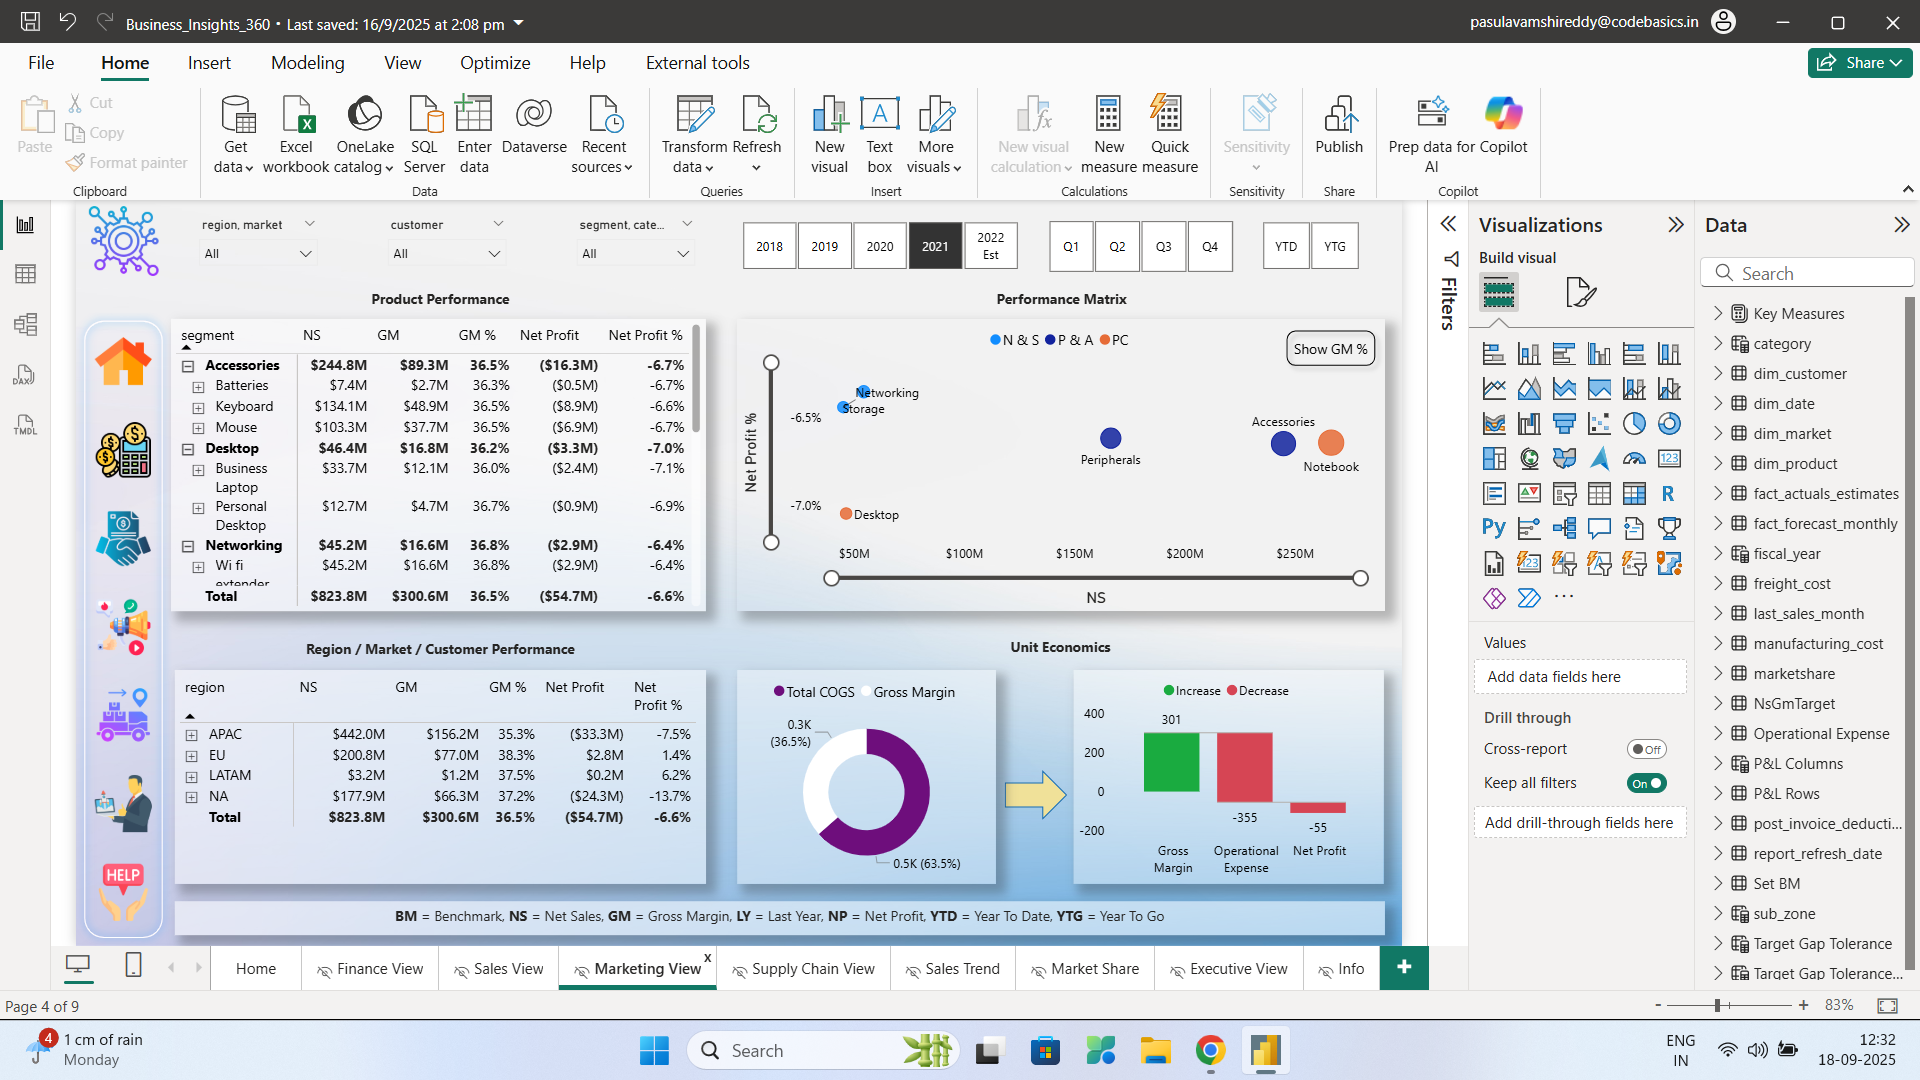 Business_Insights_360 • Last saved: 16/9/2025 at 2:08 pm
pasulavamshireddy@codebasics.in
File Home Insert Modeling View Optimize Help External tools
Share
Paste
Cut
Copy
Format painter
Get data
Excel workbook
OneLake catalog
SQL Server
Enter data
Dataverse
Recent sources
Transform data
Refresh
New visual
Text box
More visuals
New visual calculation
New measure
Quick measure
Sensitivity
Publish
Prep data for AI
Copilot
Clipboard Data Queries Insert Calculations Sensitivity Share Copilot
region, market customer segment, cate...
All All All
2018 2019 2020 2021 2022 Est
Q1 Q2 Q3 Q4
YTD YTG
Product Performance
segment NS GM GM % Net Profit Net Profit %
Accessories $244.8M $89.3M 36.5% ($16.3M) -6.7%
Batteries $7.4M $2.7M 36.3% ($0.5M) -6.7%
Keyboard $134.1M $48.9M 36.5% ($8.9M) -6.6%
Mouse $103.3M $37.7M 36.5% ($6.9M) -6.7%
Desktop $46.4M $16.8M 36.2% ($3.3M) -7.0%
Business Laptop $33.7M $12.1M 36.0% ($2.4M) -7.1%
Personal Desktop $12.7M $4.7M 36.7% ($0.9M) -6.9%
Networking $45.2M $16.6M 36.8% ($2.9M) -6.4%
Wi fi extender $45.2M $16.6M 36.8% ($2.9M) -6.4%
Total $823.8M $300.6M 36.5% ($54.7M) -6.6%
Performance Matrix
N & S P & A PC
Show GM %
Net Profit %
-6.5%
-7.0%
Networking
Storage
Accessories
Peripherals
Notebook
Desktop
$50M $100M $150M $200M $250M
NS
Region / Market / Customer Performance
region NS GM GM % Net Profit Net Profit %
APAC $442.0M $156.2M 35.3% ($33.3M) -7.5%
EU $200.8M $77.0M 38.3% $2.8M 1.4%
LATAM $3.2M $1.2M 37.5% $0.2M 6.2%
NA $177.9M $66.3M 37.2% ($24.3M) -13.7%
Total $823.8M $300.6M 36.5% ($54.7M) -6.6%
HELP
Unit Economics
Total COGS Gross Margin
0.3K
(36.5%)
0.5K (63.5%)
Increase Decrease
400
200
0
-200
301
-355
-55
Gross Margin
Operational Expense
Net Profit
BM = Benchmark, NS = Net Sales, GM = Gross Margin, LY = Last Year, NP = Net Profit, YTD = Year To Date, YTG = Year To Go
Filters
Visualizations
Build visual
123
R
Py
123
Values
Add data fields here
Drill through
Cross-report Off
Keep all filters On
Add drill-through fields here
Data
Search
Key Measures
category
dim_customer
dim_date
dim_market
dim_product
fact_actuals_estimates
fact_forecast_monthly
fiscal_year
freight_cost
last_sales_month
manufacturing_cost
marketshare
NsGmTarget
Operational Expense
P&L Columns
P&L Rows
post_invoice_deducti...
report_refresh_date
Set BM
sub_zone
Target Gap Tolerance
Target Gap Tolerance...
DAX
TMDL
Home Finance View Sales View Marketing View x Supply Chain View Sales Trend Market Share Executive View Info +
Page 4 of 9
- + 83%
4
1 cm of rain
Monday
Search
ENG
IN
12:32
18-09-2025